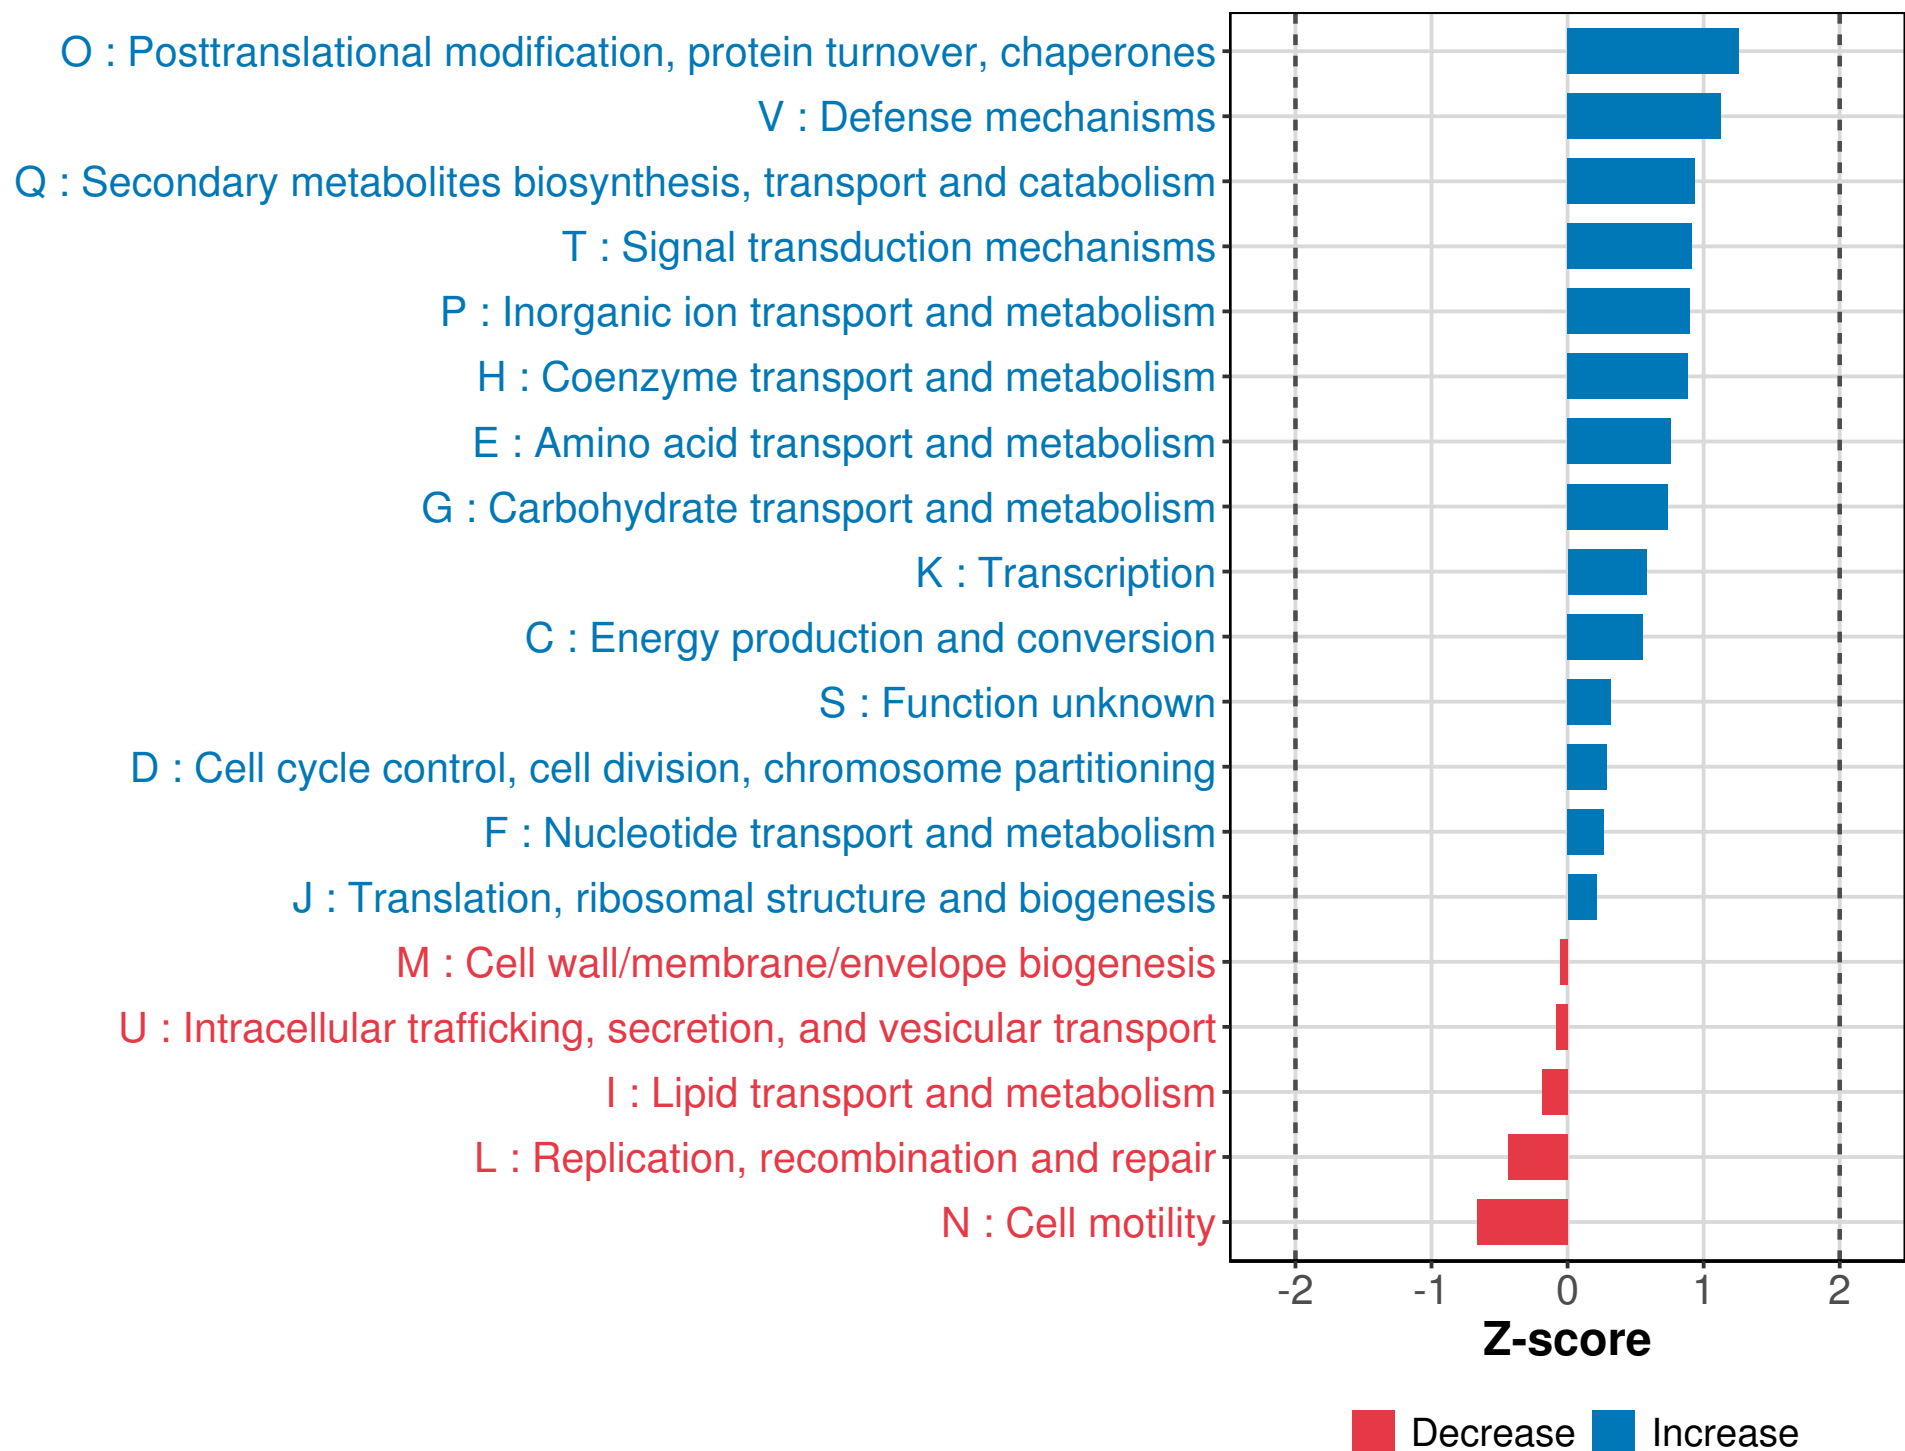 O : Posttranslational modification, protein turnover, chaperones
V : Defense mechanisms
Q : Secondary metabolites biosynthesis, transport and catabolism
T : Signal transduction mechanisms
P : Inorganic ion transport and metabolism
H : Coenzyme transport and metabolism
E : Amino acid transport and metabolism
G : Carbohydrate transport and metabolism
K : Transcription
C : Energy production and conversion
S : Function unknown
D : Cell cycle control, cell division, chromosome partitioning
F : Nucleotide transport and metabolism
J : Translation, ribosomal structure and biogenesis
M : Cell wall/membrane/envelope biogenesis
U : Intracellular trafficking, secretion, and vesicular transport
I : Lipid transport and metabolism
L : Replication, recombination and repair
N : Cell motility
-2 -1 0 1 2
Z-score
Decrease Increase